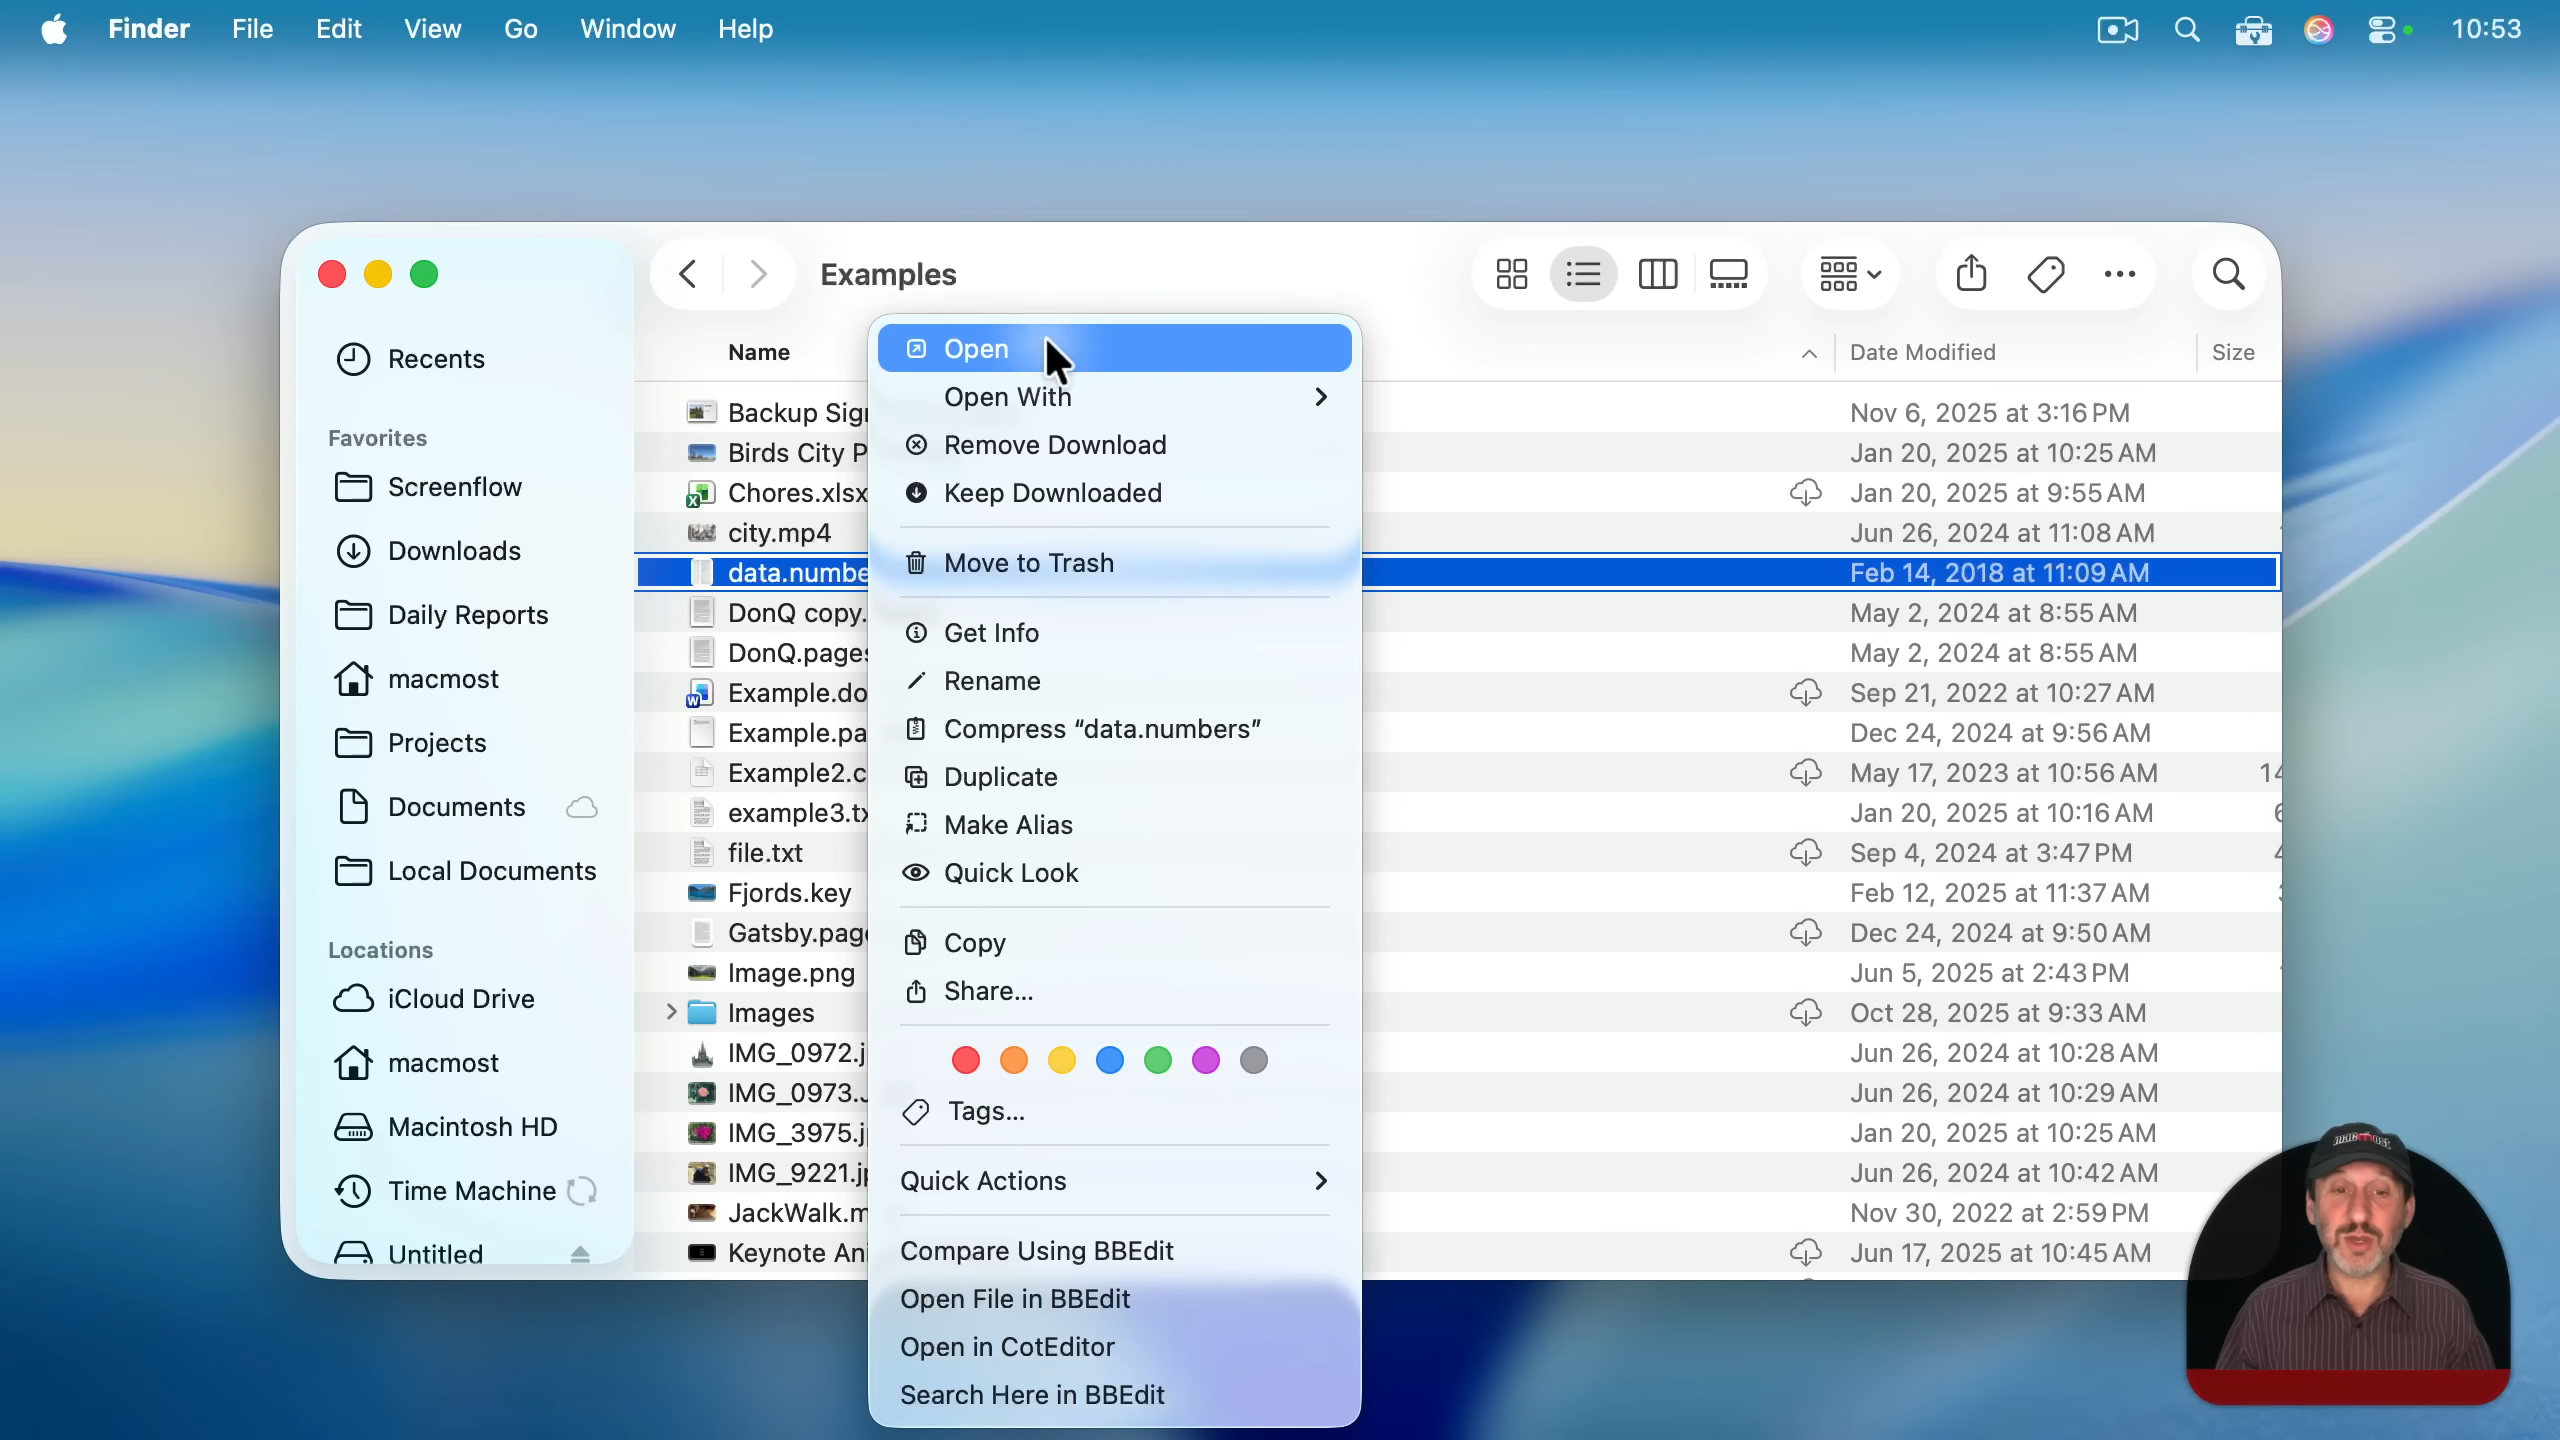 Finder File Edit View Go Window Help 10:53
Examples
Recents
Favorites
Screenflow
Downloads
Daily Reports
macmost
Projects
Documents
Local Documents
Locations
iCloud Drive
macmost
Macintosh HD
Time Machine
Untitled
Name Date Modified Size
Backup Sig Nov 6, 2025 at 3:16 PM
Birds City P Jan 20, 2025 at 10:25 AM
Chores.xlsx Jan 20, 2025 at 9:55 AM
city.mp4 Jun 26, 2024 at 11:08 AM
data.numbe Feb 14, 2018 at 11:09 AM
DonQ copy. May 2, 2024 at 8:55 AM
DonQ.pages May 2, 2024 at 8:55 AM
Example.do Sep 21, 2022 at 10:27 AM
Example.pa Dec 24, 2024 at 9:56 AM
Example2.c May 17, 2023 at 10:56 AM 14
example3.tx Jan 20, 2025 at 10:16 AM
file.txt Sep 4, 2024 at 3:47 PM
Fjords.key Feb 12, 2025 at 11:37 AM
Gatsby.page Dec 24, 2024 at 9:50 AM
Image.png Jun 5, 2025 at 2:43 PM
Images Oct 28, 2025 at 9:33 AM
IMG_0972.j Jun 26, 2024 at 10:28 AM
IMG_0973.J Jun 26, 2024 at 10:29 AM
IMG_3975.j Jan 20, 2025 at 10:25 AM
IMG_9221.j Jun 26, 2024 at 10:42 AM
JackWalk.m Nov 30, 2022 at 2:59 PM
Keynote Ani Jun 17, 2025 at 10:45 AM
Open
Open With
Remove Download
Keep Downloaded
Move to Trash
Get Info
Rename
Compress “data.numbers”
Duplicate
Make Alias
Quick Look
Copy
Share...
Tags...
Quick Actions
Compare Using BBEdit
Open File in BBEdit
Open in CotEditor
Search Here in BBEdit
macmost